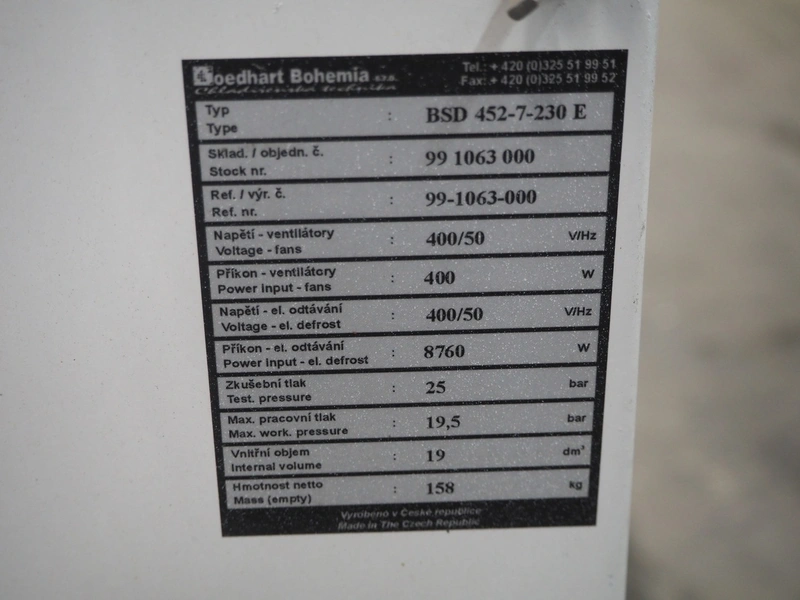 Goedhart Bohemia s.r.o.
Chladírenská technika
Tel.: + 420 (0)325 51 99 51
Fax: + 420 (0)325 51 99 52
Typ
Type : BSD 452-7-230 E
Sklad. / objedn. č.
Stock nr. : 99 1063 000
Ref. / výr. č.
Ref. nr. : 99-1063-000
Napětí - ventilátory
Voltage - fans : 400/50 V/Hz
Příkon - ventilátory
Power input - fans : 400 W
Napětí - el. odtávání
Voltage - el. defrost : 400/50 V/Hz
Příkon - el. odtávání
Power input - el. defrost : 8760 W
Zkušební tlak
Test. pressure : 25 bar
Max. pracovní tlak
Max. work. pressure : 19,5 bar
Vnitřní objem
Internal volume : 19 dm³
Hmotnost netto
Mass (empty) : 158 kg
Vyrobeno v České republice
Made in The Czech Republic